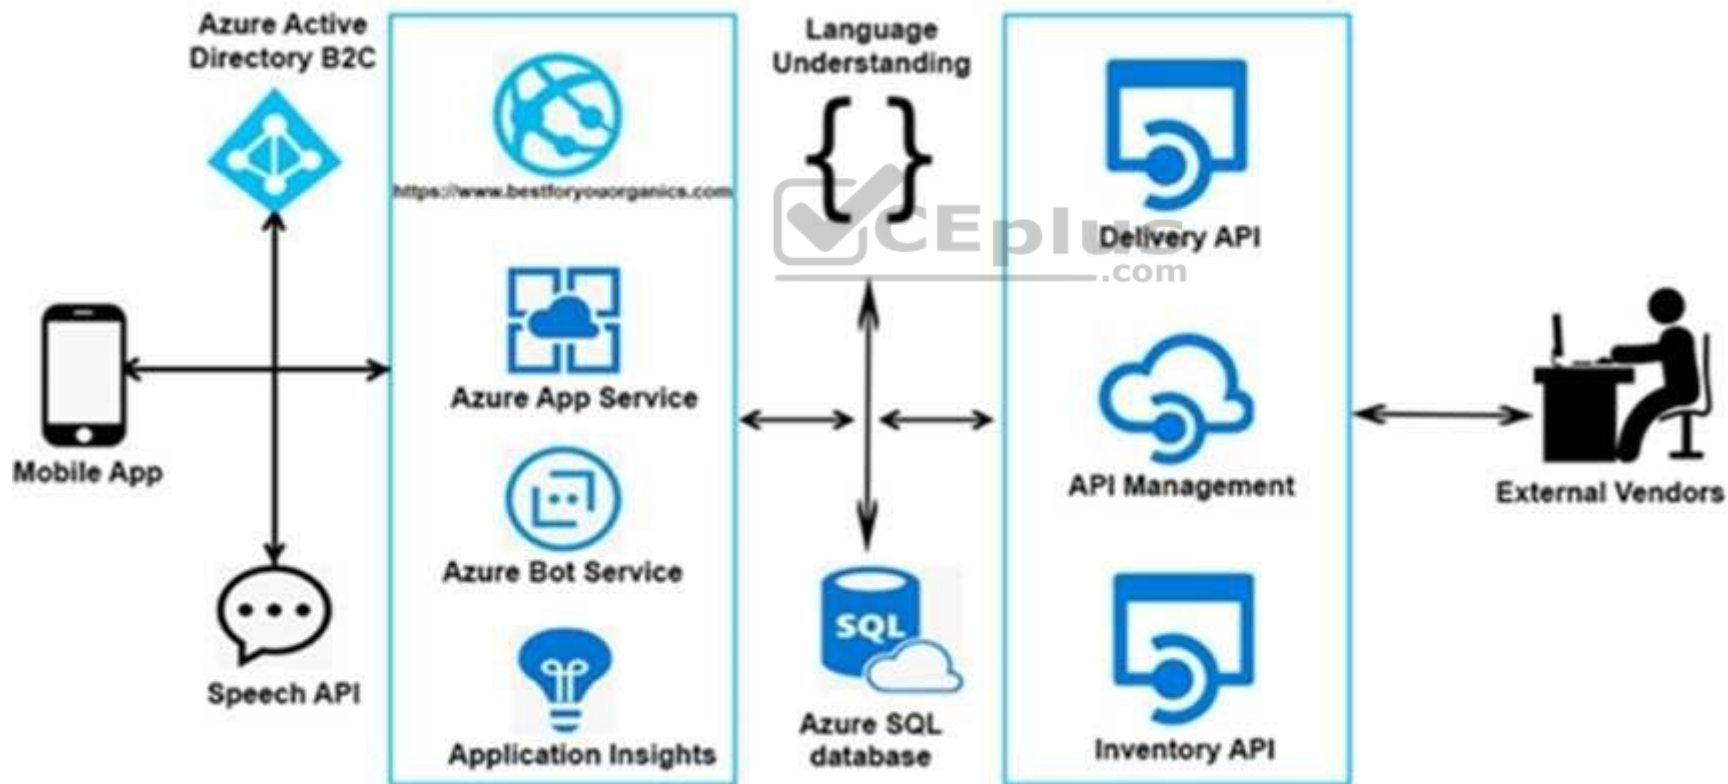 Azure Active
Directory B2C
Mobile App
Speech API
https://www.bestforyouorganics.com
Azure App Service
Azure Bot Service
Application Insights
Language
Understanding
{ }
CEplus
.com
SQL
Azure SQL
database
Delivery API
API Management
Inventory API
External Vendors